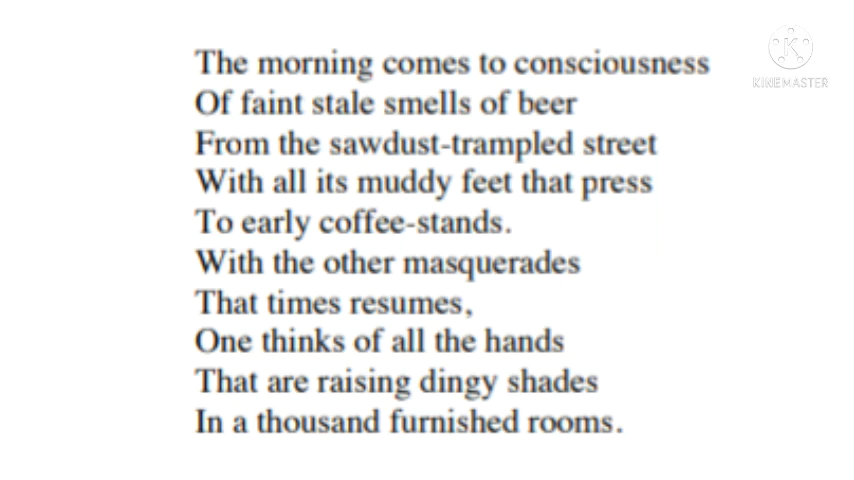 The morning comes to consciousness
Of faint stale smells of beer
From the sawdust-trampled street
With all its muddy feet that press
To early coffee-stands.
With the other masquerades
That times resumes,
One thinks of all the hands
That are raising dingy shades
In a thousand furnished rooms.
K
KINEMASTER